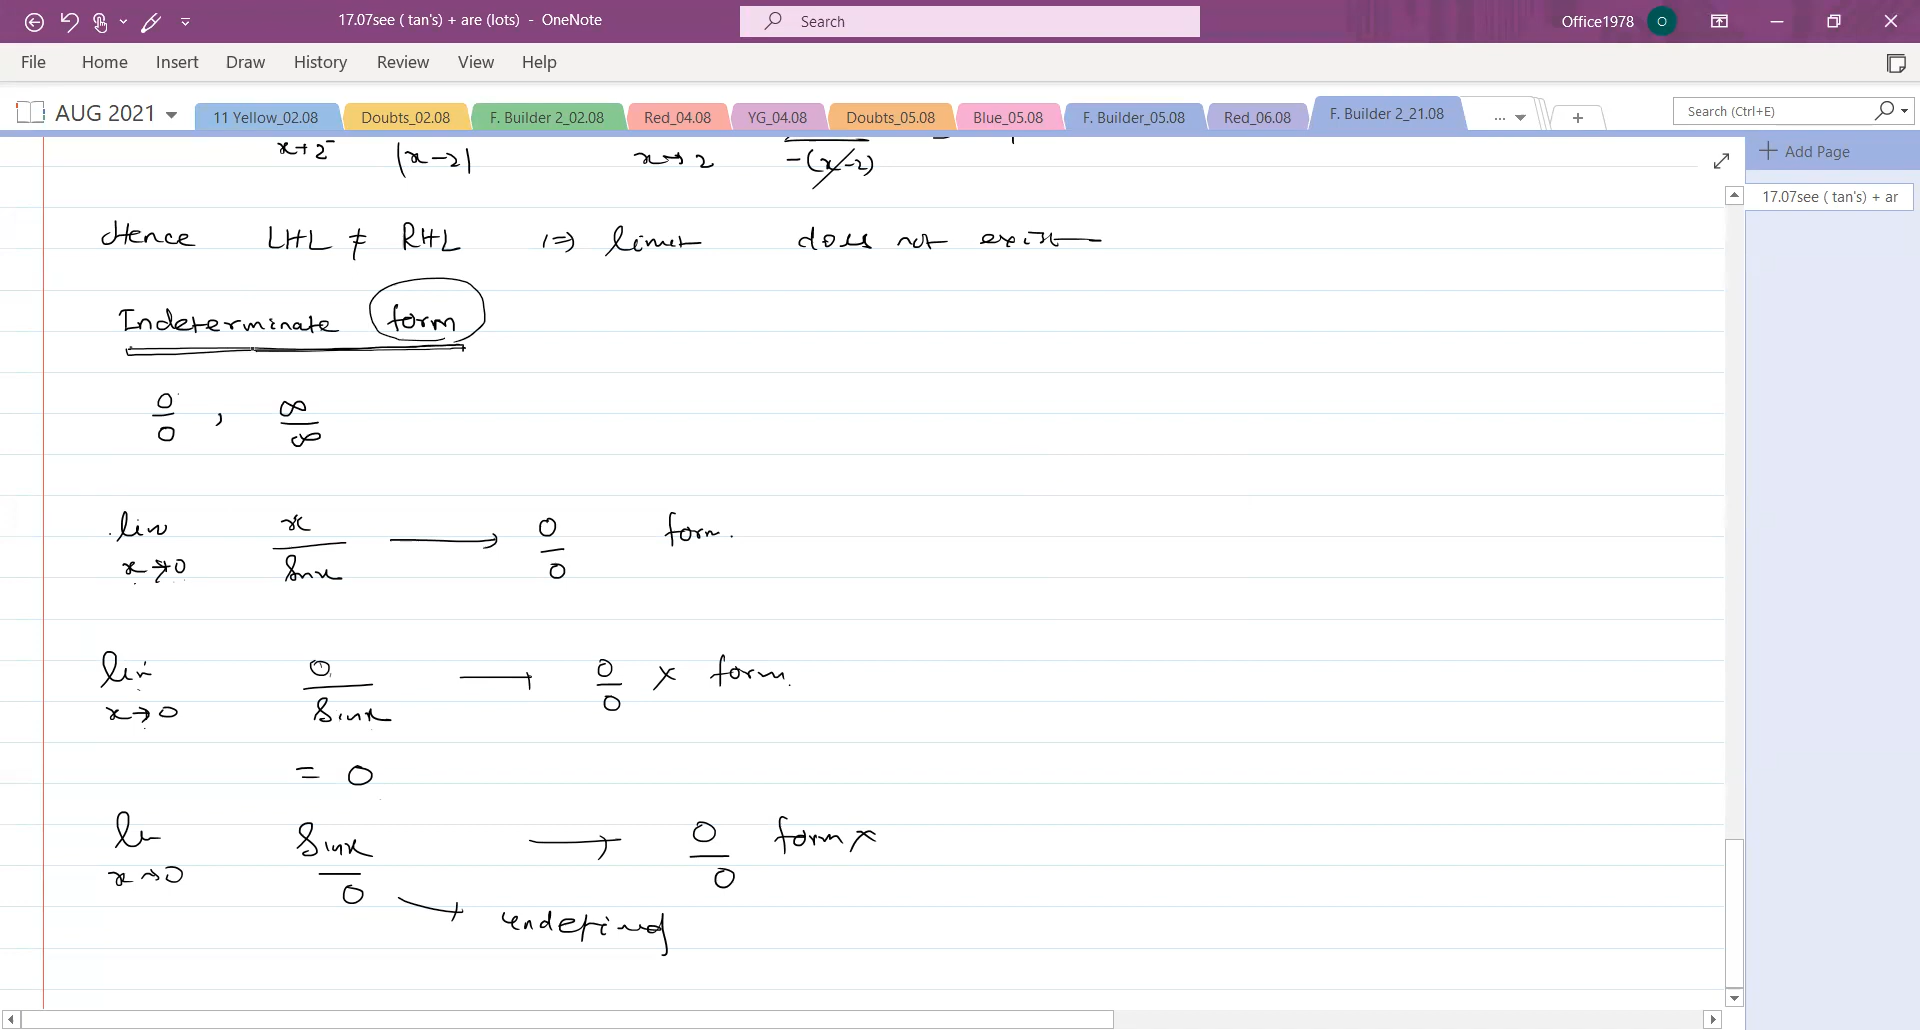 17.07see ( tan's) + are (lots) - OneNote
Search
Office1978 O
File Home Insert Draw History Review View Help
AUG 2021 11 Yellow_02.08 Doubts_02.08 F. Builder 2_02.08 Red_04.08 YG_04.08 Doubts_05.08 Blue_05.08 F. Builder_05.08 Red_06.08 F. Builder 2_21.08 ... +
Search (Ctrl+E)
Add Page
17.07see ( tan's) + ar
x→2⁻ |x-2| x→2 -(x-2)
Hence LHL ≠ RHL ⇒ limit does not exist
Indeterminate form
0/0 , ∞/∞
lim x→0 x/sinx → 0/0 form.
lim x→0 0/sinx → 0/0 × form.
= 0
lim x→0 sinx/0 → 0/0 form ×
→ undefined